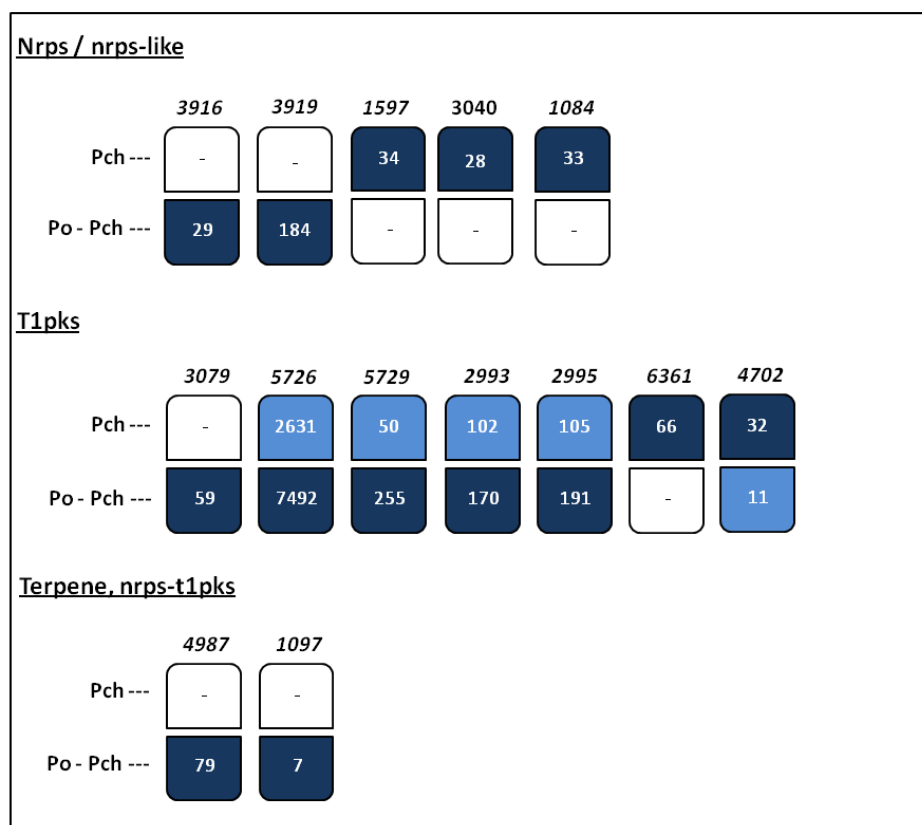 Nrps / nrps-like
3916 3919 1597 3040 1084
Pch --- - - 34 28 33
Po - Pch --- 29 184 - - -
T1pks
3079 5726 5729 2993 2995 6361 4702
Pch --- - 2631 50 102 105 66 32
Po - Pch --- 59 7492 255 170 191 - 11
Terpene, nrps-t1pks
4987 1097
Pch --- - -
Po - Pch --- 79 7